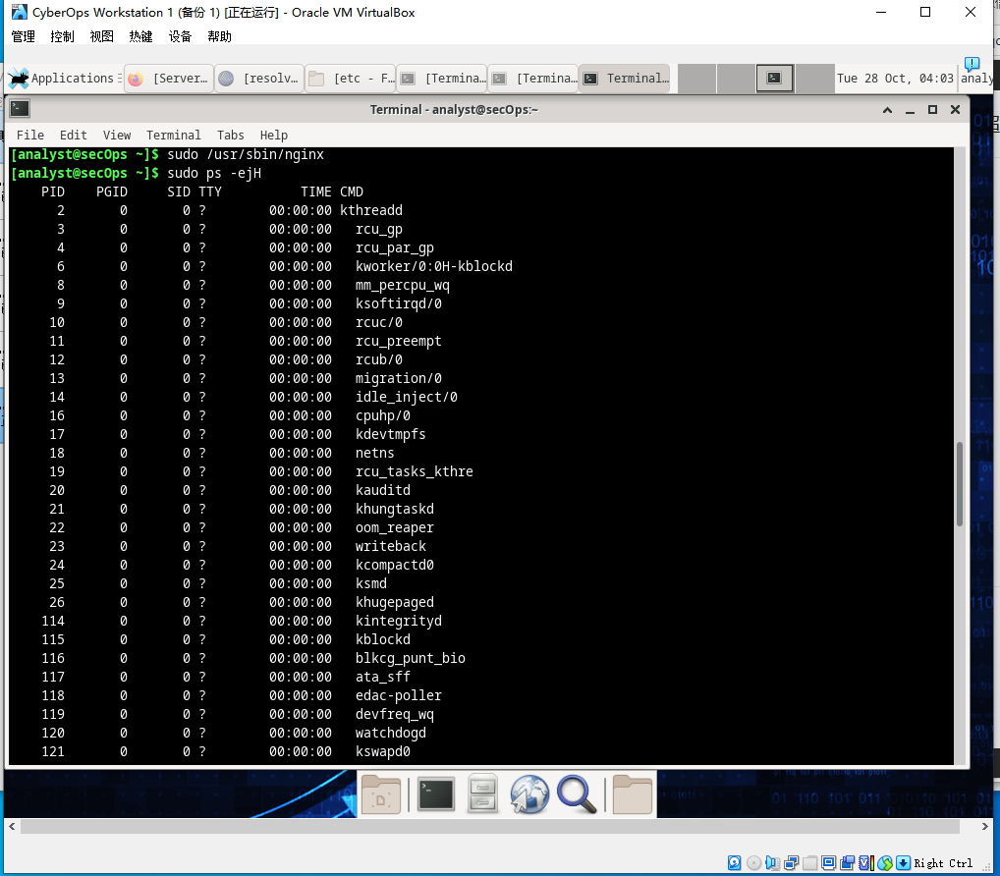 CyberOps Workstation 1 (备份 1) [正在运行] - Oracle VM VirtualBox
管理 控制 视图 热键 设备 帮助
Applications [Server... [resolv... [etc - F... [Termina... [Termina... Terminal... Tue 28 Oct, 04:03 analy
Terminal - analyst@secOps:~
File Edit View Terminal Tabs Help
[analyst@secOps ~]$ sudo /usr/sbin/nginx
[analyst@secOps ~]$ sudo ps -ejH
PID PGID SID TTY TIME CMD
2 0 0 ? 00:00:00 kthreadd
3 0 0 ? 00:00:00 rcu_gp
4 0 0 ? 00:00:00 rcu_par_gp
6 0 0 ? 00:00:00 kworker/0:0H-kblockd
8 0 0 ? 00:00:00 mm_percpu_wq
9 0 0 ? 00:00:00 ksoftirqd/0
10 0 0 ? 00:00:00 rcuc/0
11 0 0 ? 00:00:00 rcu_preempt
12 0 0 ? 00:00:00 rcub/0
13 0 0 ? 00:00:00 migration/0
14 0 0 ? 00:00:00 idle_inject/0
16 0 0 ? 00:00:00 cpuhp/0
17 0 0 ? 00:00:00 kdevtmpfs
18 0 0 ? 00:00:00 netns
19 0 0 ? 00:00:00 rcu_tasks_kthre
20 0 0 ? 00:00:00 kauditd
21 0 0 ? 00:00:00 khungtaskd
22 0 0 ? 00:00:00 oom_reaper
23 0 0 ? 00:00:00 writeback
24 0 0 ? 00:00:00 kcompactd0
25 0 0 ? 00:00:00 ksmd
26 0 0 ? 00:00:00 khugepaged
114 0 0 ? 00:00:00 kintegrityd
115 0 0 ? 00:00:00 kblockd
116 0 0 ? 00:00:00 blkcg_punt_bio
117 0 0 ? 00:00:00 ata_sff
118 0 0 ? 00:00:00 edac-poller
119 0 0 ? 00:00:00 devfreq_wq
120 0 0 ? 00:00:00 watchdogd
121 0 0 ? 00:00:00 kswapd0
Right Ctrl